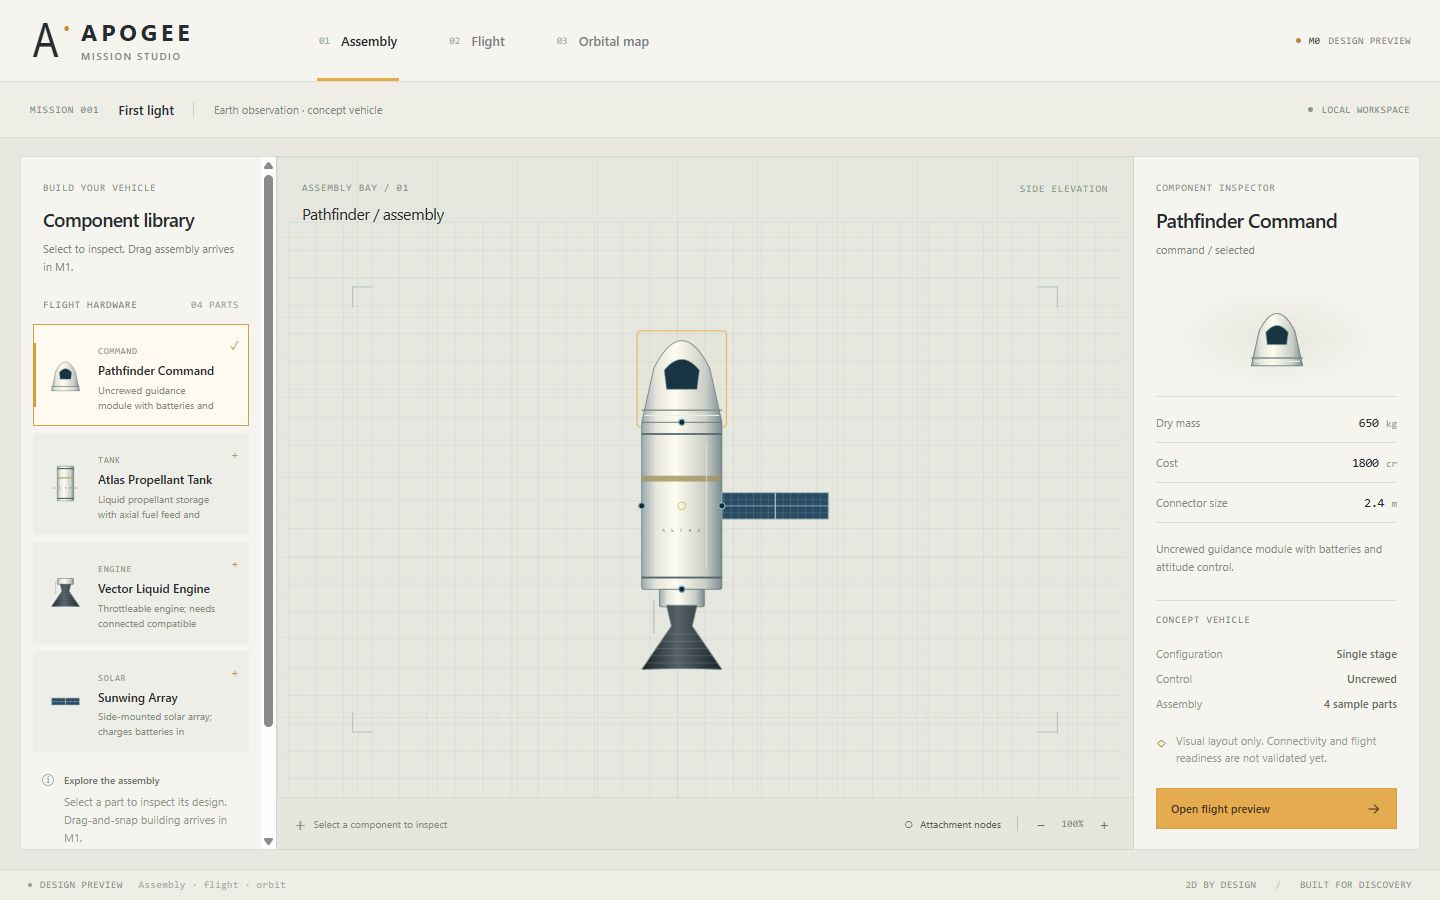 A
APOGEE
MISSION STUDIO
01 Assembly
02 Flight
03 Orbital map
M0 DESIGN PREVIEW
MISSION 001 First light Earth observation · concept vehicle
LOCAL WORKSPACE
BUILD YOUR VEHICLE
Component library
Select to inspect. Drag assembly arrives
in M1.
FLIGHT HARDWARE 04 PARTS
COMMAND ✓
Pathfinder Command
Uncrewed guidance
module with batteries and
TANK +
Atlas Propellant Tank
Liquid propellant storage
with axial fuel feed and
ENGINE +
Vector Liquid Engine
Throttleable engine; needs
connected compatible
SOLAR +
Sunwing Array
Side-mounted solar array;
charges batteries in
Explore the assembly
Select a part to inspect its design.
Drag-and-snap building arrives in
M1.
ASSEMBLY BAY / 01
Pathfinder / assembly
SIDE ELEVATION
ASTRA
+ Select a component to inspect
Attachment nodes − 100% +
COMPONENT INSPECTOR
Pathfinder Command
command / selected
Dry mass 650 kg
Cost 1800 cr
Connector size 2.4 m
Uncrewed guidance module with batteries and
attitude control.
CONCEPT VEHICLE
Configuration Single stage
Control Uncrewed
Assembly 4 sample parts
Visual layout only. Connectivity and flight
readiness are not validated yet.
Open flight preview →
DESIGN PREVIEW Assembly · flight · orbit
2D BY DESIGN / BUILT FOR DISCOVERY